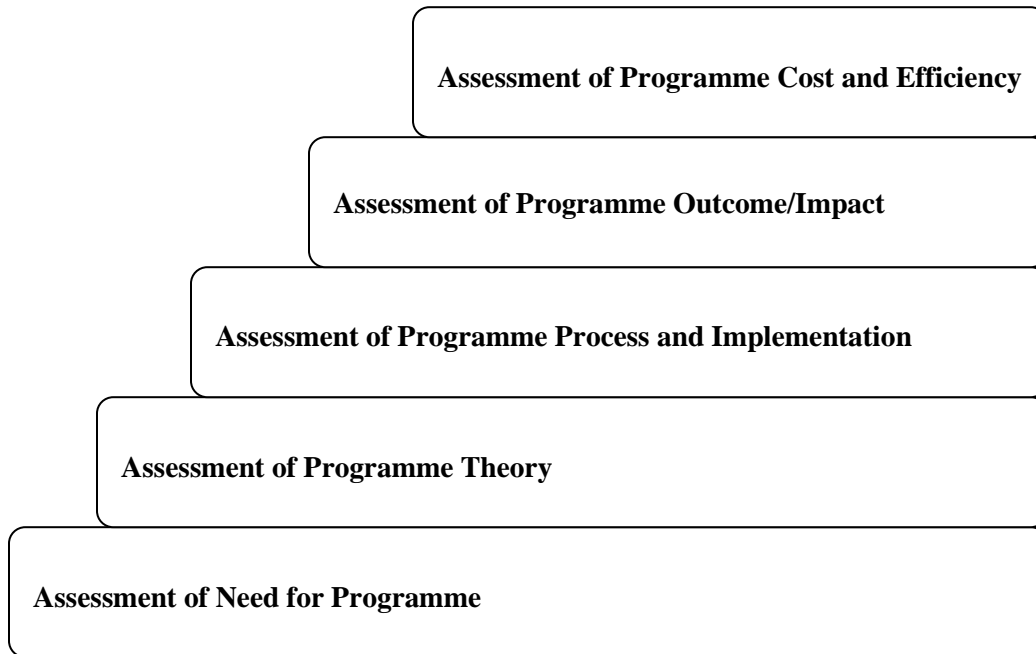 Assessment of Programme Cost and Efficiency
Assessment of Programme Outcome/Impact
Assessment of Programme Process and Implementation
Assessment of Programme Theory
Assessment of Need for Programme